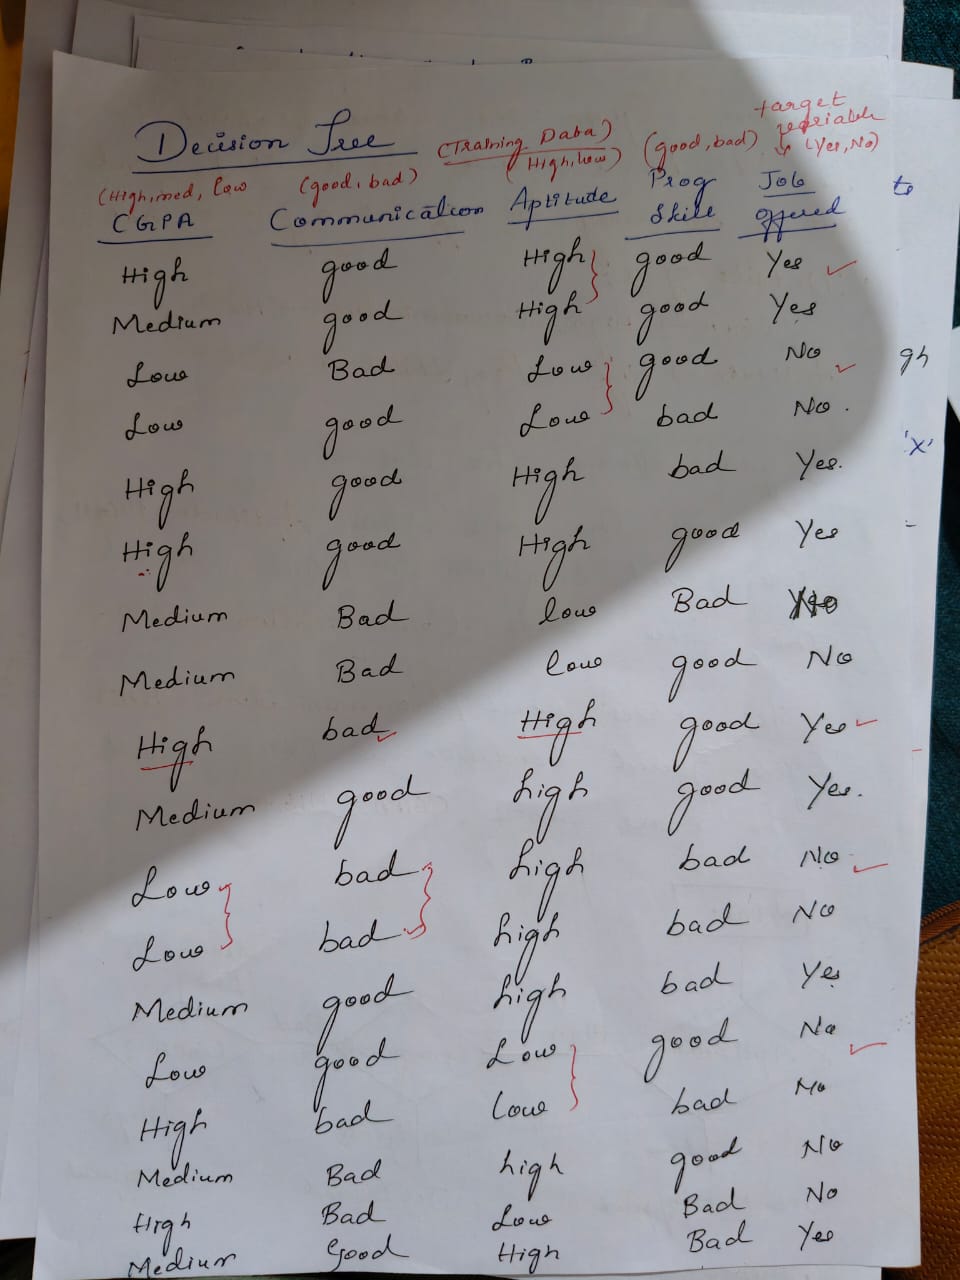 Decision Tree (Training Data) target variable
(High, med, low (good, bad) (High, low) (good, bad) (Yes, No)
CGPA Communication Aptitude Prog Skill Job offered
High good High good Yes
Medium good High good Yes
Low Bad Low good No
Low good Low bad No.
High good High bad Yes.
High good High good Yes
Medium Bad low Bad No
Medium Bad low good No
High bad High good Yes
Medium good high good Yes.
Low bad high bad No
Low bad high bad No
Medium good high bad Yes
Low good Low good No
High bad Low bad No
Medium Bad high good No
High Bad Low Bad No
Medium Good High Bad Yes
to
gh
'x'